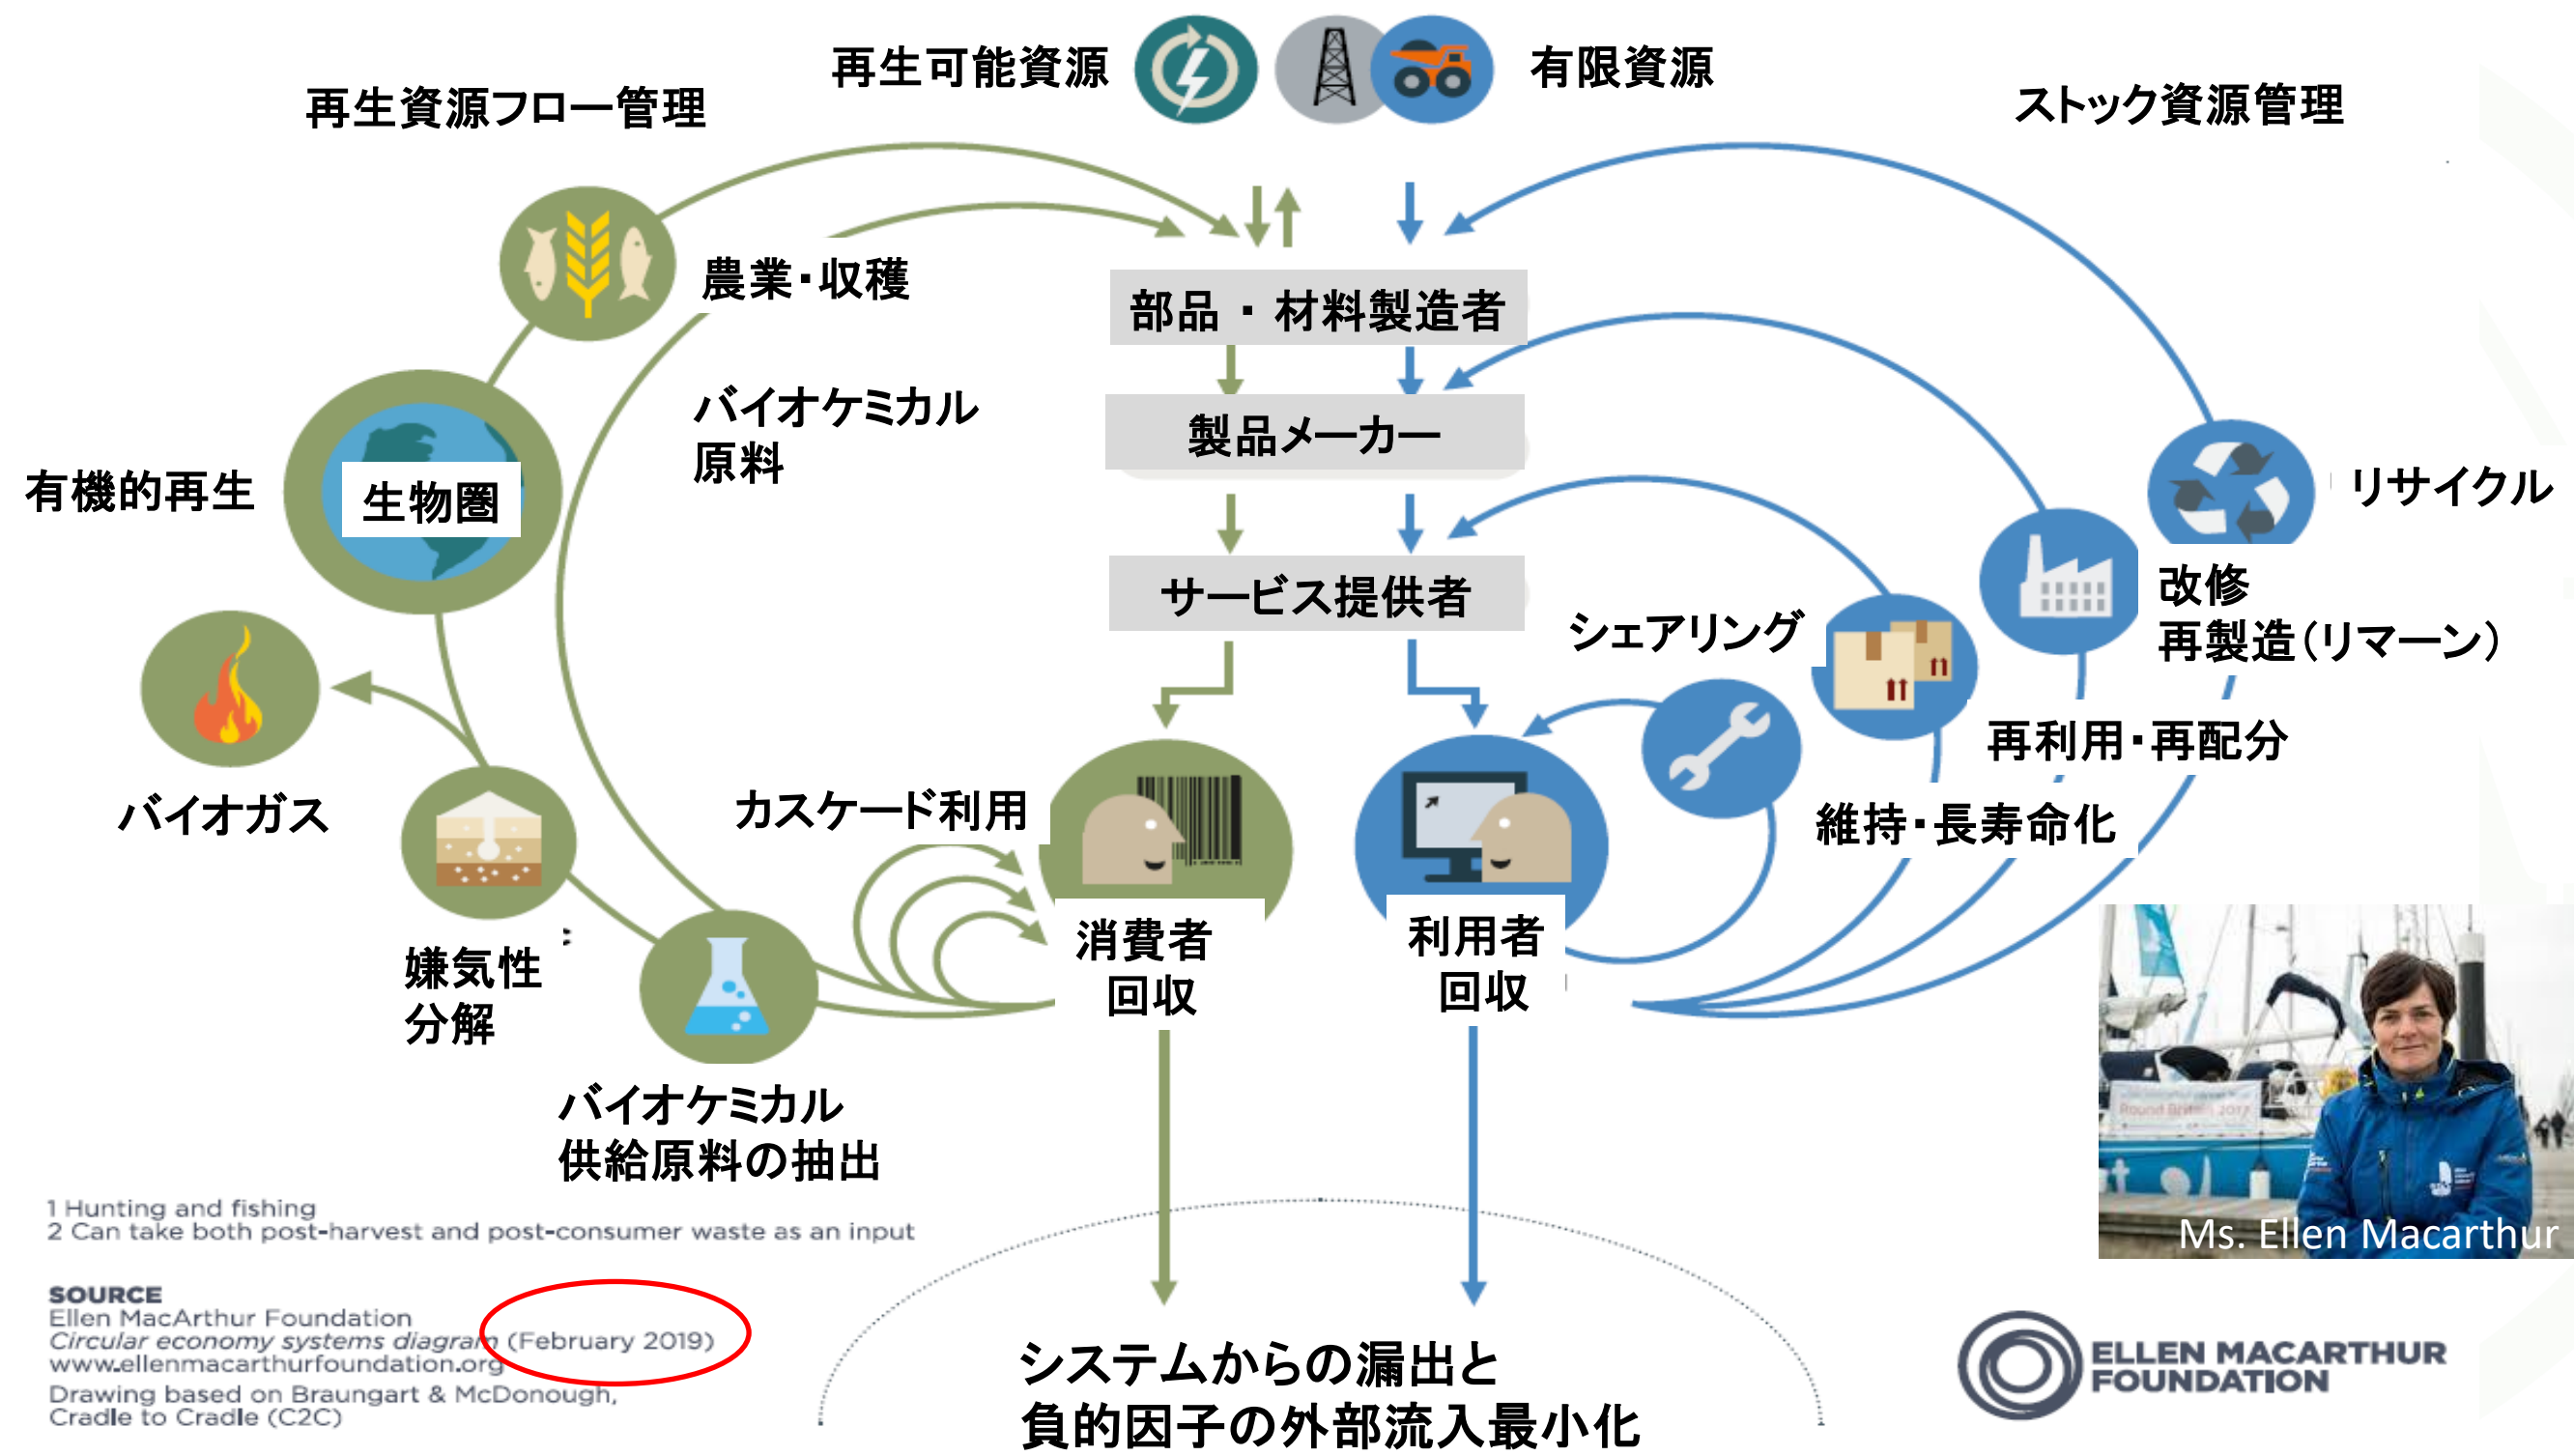 再生可能資源
有限資源
再生資源フロー管理
ストック資源管理
農業・収穫
部品・材料製造者
バイオケミカル
原料
製品メーカー
有機的再生
生物圏
リサイクル
サービス提供者
改修
再製造（リマーン）
シェアリング
再利用・再配分
バイオガス
カスケード利用
維持・長寿命化
消費者
回収
利用者
回収
嫌気性
分解
バイオケミカル
供給原料の抽出
Round Britain 2017
Ms. Ellen Macarthur
1 Hunting and fishing
2 Can take both post-harvest and post-consumer waste as an input
SOURCE
Ellen MacArthur Foundation
Circular economy systems diagram (February 2019)
www.ellenmacarthurfoundation.org
Drawing based on Braungart & McDonough,
Cradle to Cradle (C2C)
システムからの漏出と
負的因子の外部流入最小化
ELLEN MACARTHUR
FOUNDATION